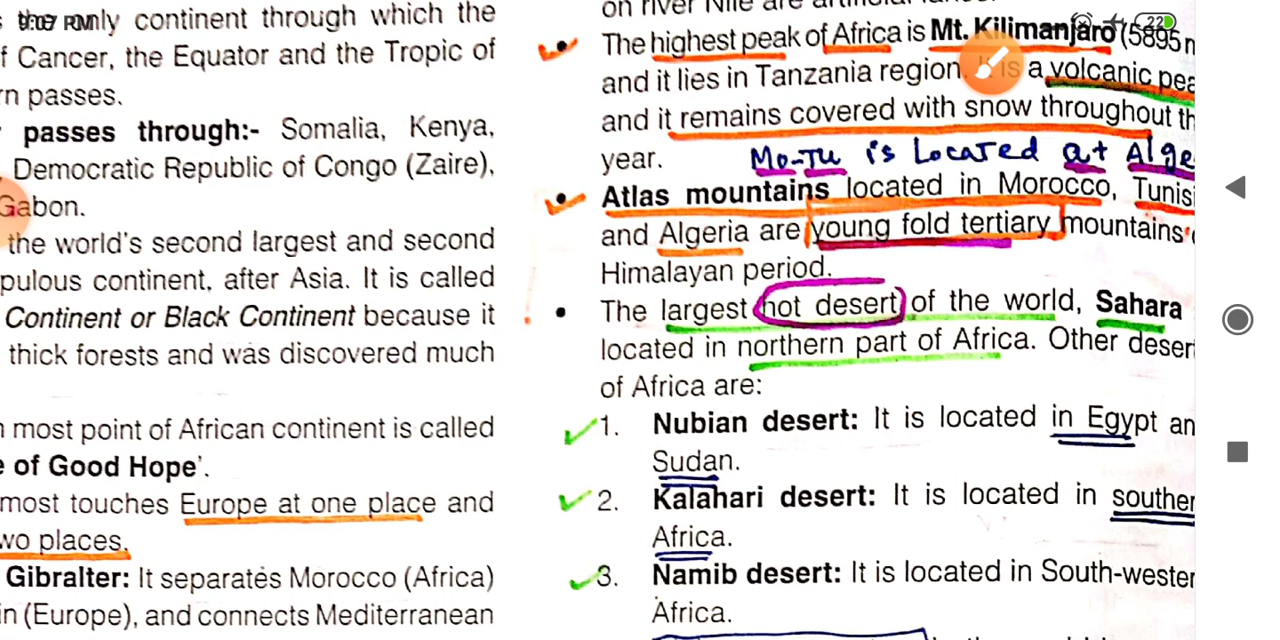 9:07 PM
22
the only continent through which the
f Cancer, the Equator and the Tropic of
rn passes.
passes through:- Somalia, Kenya,
Democratic Republic of Congo (Zaire),
Gabon.
the world's second largest and second
pulous continent, after Asia. It is called
Continent or Black Continent because it
thick forests and was discovered much
most point of African continent is called
e of Good Hope'.
most touches Europe at one place and
wo places.
Gibralter: It separates Morocco (Africa)
in (Europe), and connects Mediterranean
on river Nile are
• The highest peak of Africa is Mt. Kilimanjaro (5895 m
and it lies in Tanzania region. is a volcanic pea
and it remains covered with snow throughout th
year. Mo-Tu is Located at Alge
• Atlas mountains located in Morocco, Tunisi
and Algeria are young fold tertiary mountains
Himalayan period.
• The largest hot desert of the world, Sahara
located in northern part of Africa. Other deser
of Africa are:
1. Nubian desert: It is located in Egypt an
Sudan.
2. Kalahari desert: It is located in souther
Africa.
3. Namib desert: It is located in South-wester
Africa.